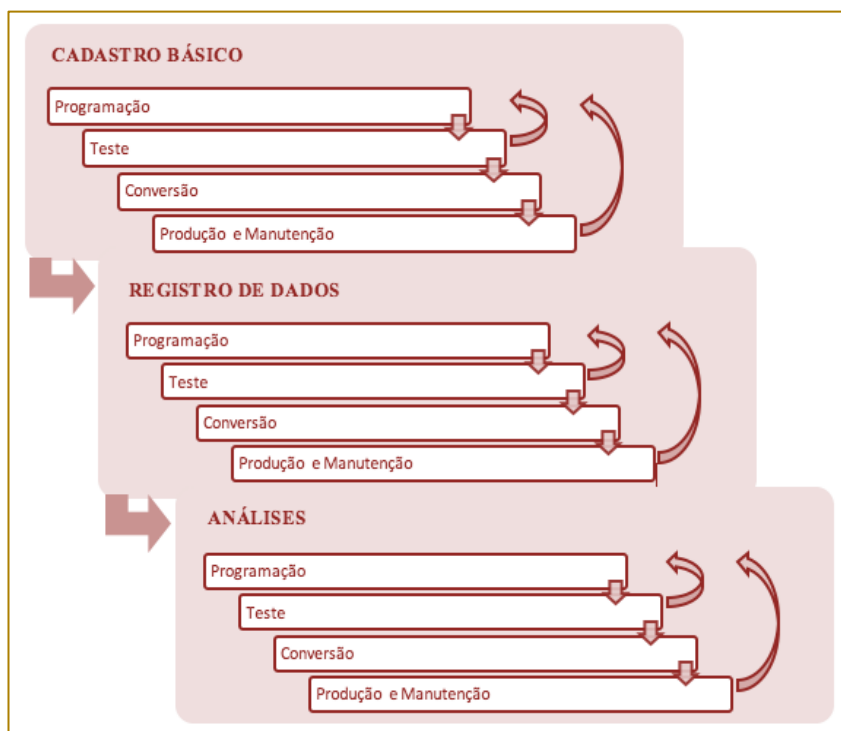 CADASTRO BÁSICO
Programação
Teste
Conversão
Produção e Manutenção
REGISTRO DE DADOS
Programação
Teste
Conversão
Produção e Manutenção
ANÁLISES
Programação
Teste
Conversão
Produção e Manutenção